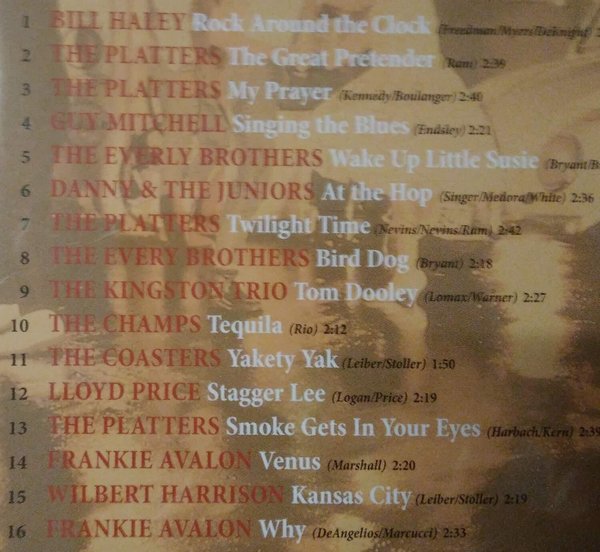 1 BILL HALEY Rock Around the Clock (Freedman/Myers/DeKnight) 2
2 THE PLATTERS The Great Pretender (Ram) 2:39
3 THE PLATTERS My Prayer (Kennedy/Boulanger) 2:40
4 GUY MITCHELL Singing the Blues (Endsley) 2:21
5 THE EVERLY BROTHERS Wake Up Little Susie (Bryant/B
6 DANNY & THE JUNIORS At the Hop (Singer/Medora/White) 2:36
7 THE PLATTERS Twilight Time (Nevins/Nevins/Ram) 2:42
8 THE EVERY BROTHERS Bird Dog (Bryant) 2:18
9 THE KINGSTON TRIO Tom Dooley (Lomax/Warner) 2:27
10 THE CHAMPS Tequila (Rio) 2:12
11 THE COASTERS Yakety Yak (Leiber/Stoller) 1:50
12 LLOYD PRICE Stagger Lee (Logan/Price) 2:19
13 THE PLATTERS Smoke Gets In Your Eyes (Harbach/Kern) 2:39
14 FRANKIE AVALON Venus (Marshall) 2:20
15 WILBERT HARRISON Kansas City (Leiber/Stoller) 2:19
16 FRANKIE AVALON Why (DeAngelios/Marcucci) 2:33